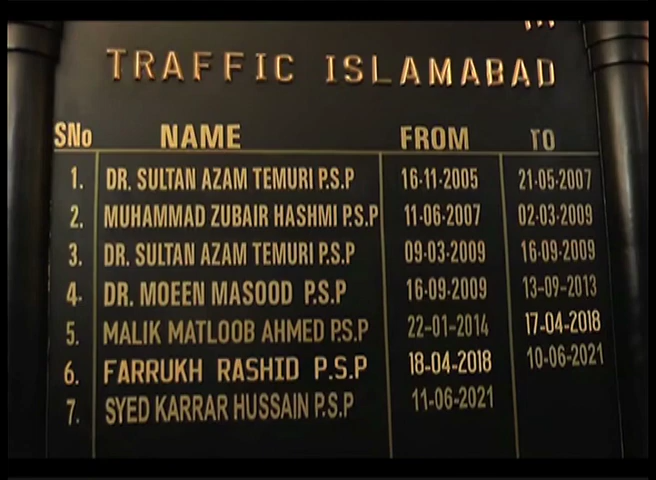 TRAFFIC ISLAMABAD
SNo NAME FROM TO
1. DR. SULTAN AZAM TEMURI P.S.P 16-11-2005 21-05-2007
2. MUHAMMAD ZUBAIR HASHMI P.S.P 11-06-2007 02-03-2009
3. DR. SULTAN AZAM TEMURI P.S.P 09-03-2009 16-09-2009
4. DR. MOEEN MASOOD P.S.P 16-09-2009 13-09-2013
5. MALIK MATLOOB AHMED P.S.P 22-01-2014 17-04-2018
6. FARRUKH RASHID P.S.P 18-04-2018 10-06-2021
7. SYED KARRAR HUSSAIN P.S.P 11-06-2021